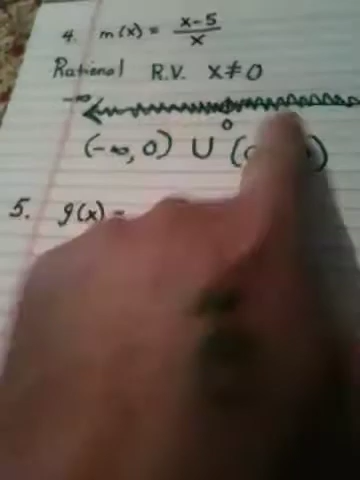 4. m(x) = x-5/x
Rational R.V. x≠0
-∞
0
(-∞, 0) ∪ (
5. g(x) =